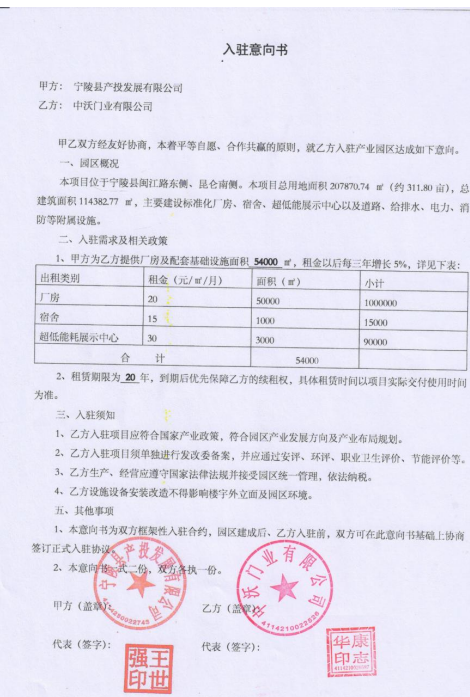 入驻意向书
甲方： 宁陵县产投发展有限公司
乙方： 中沃门业有限公司
甲乙双方经友好协商，本着平等自愿、合作共赢的原则，就乙方入驻产业园区达成如下意向。
一、园区概况
本项目位于宁陵县闽江路东侧、昆仑南侧。本项目总用地面积 207870.74 ㎡（约 311.80 亩），总
建筑面积 114382.77 ㎡，主要建设标准化厂房、宿舍、超低能展示中心以及道路、给排水、电力、消
防等附属设施。
二、入驻需求及相关政策
1、甲方为乙方提供厂房及配套基础设施面积 54000 ㎡，租金以后每三年增长 5%，详见下表：
出租类别 租金（元/㎡/月） 面积（㎡） 小计
厂房 20 50000 1000000
宿舍 15 1000 15000
超低能耗展示中心 30 3000 90000
合 计 54000
2、租赁期限为 20 年，到期后优先保障乙方的续租权，具体租赁时间以项目实际交付使用时间
为准。
三、入驻须知
1、乙方入驻项目应符合国家产业政策，符合园区产业发展方向及产业布局规划。
2、乙方入驻项目须单独进行发改委备案，并应通过安评、环评、职业卫生评价、节能评价等。
3、乙方生产、经营应遵守国家法律法规并接受园区统一管理，依法纳税。
4、乙方设施设备安装改造不得影响楼宇外立面及园区环境。
五、其他事项
1、本意向书为双方框架性入驻合约，园区建成后、乙方入驻前，双方可在此意向书基础上协商
签订正式入驻协议。
2、本意向书一式二份，双方各执一份。
甲方（盖章）： 乙方（盖章）：
宁陵县产投发展有限公司
中沃门业有限公司
代表（签字）： 代表（签字）：
王世强印
康志华印